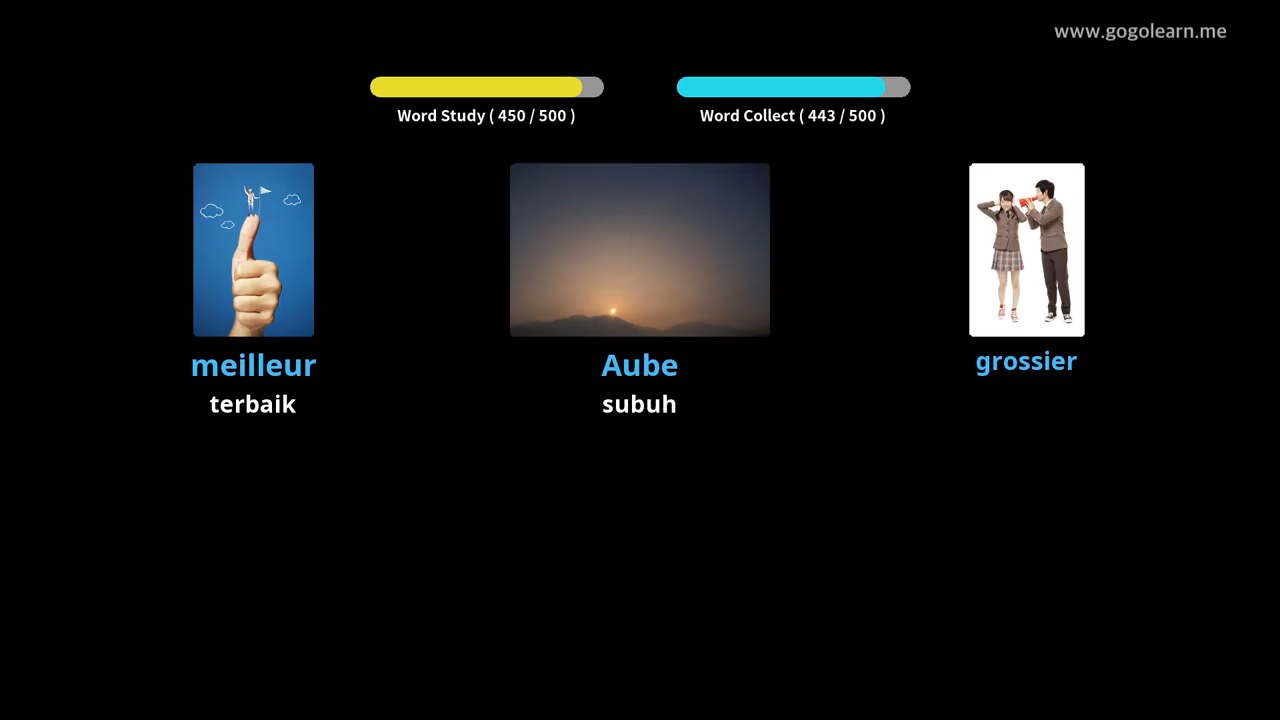 www.gogolearn.me
Word Study ( 450 / 500 )
Word Collect ( 443 / 500 )
meilleur
terbaik
Aube
subuh
grossier